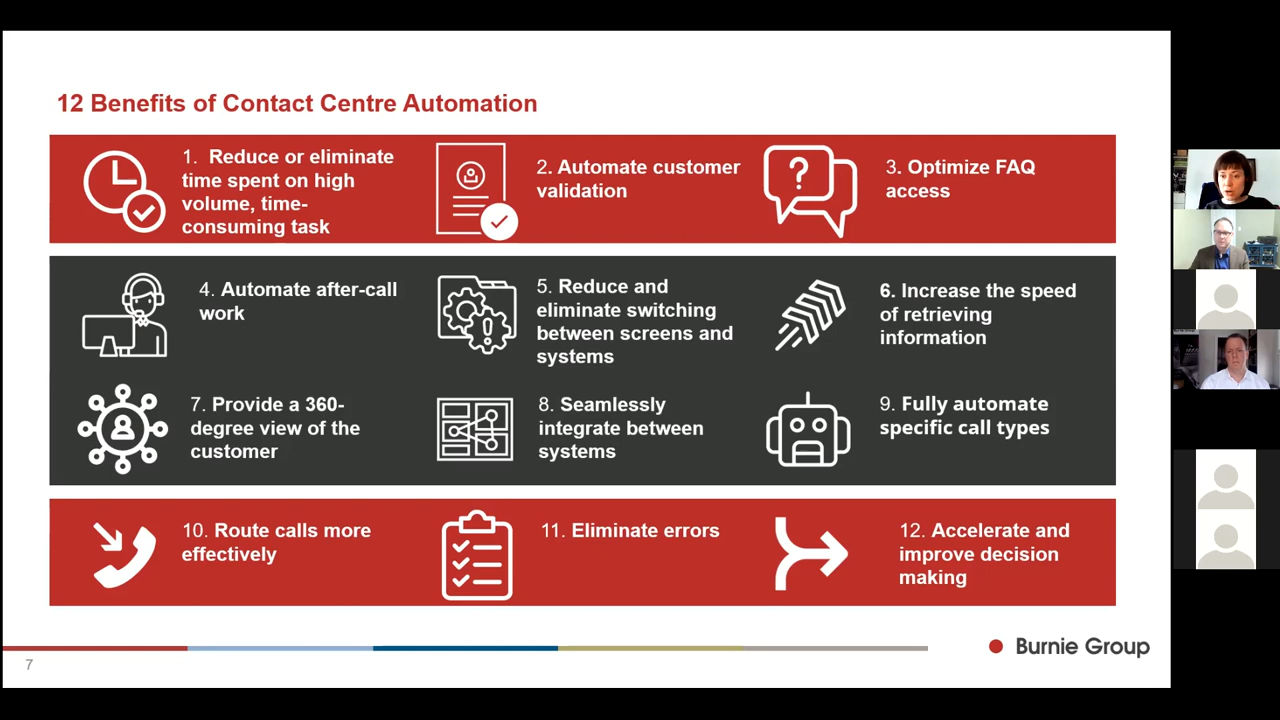 12 Benefits of Contact Centre Automation
1. Reduce or eliminate
time spent on high
volume, time-
consuming task
2. Automate customer
validation
3. Optimize FAQ
access
4. Automate after-call
work
5. Reduce and
eliminate switching
between screens and
systems
6. Increase the speed
of retrieving
information
7. Provide a 360-
degree view of the
customer
8. Seamlessly
integrate between
systems
9. Fully automate
specific call types
10. Route calls more
effectively
11. Eliminate errors
12. Accelerate and
improve decision
making
Burnie Group
7